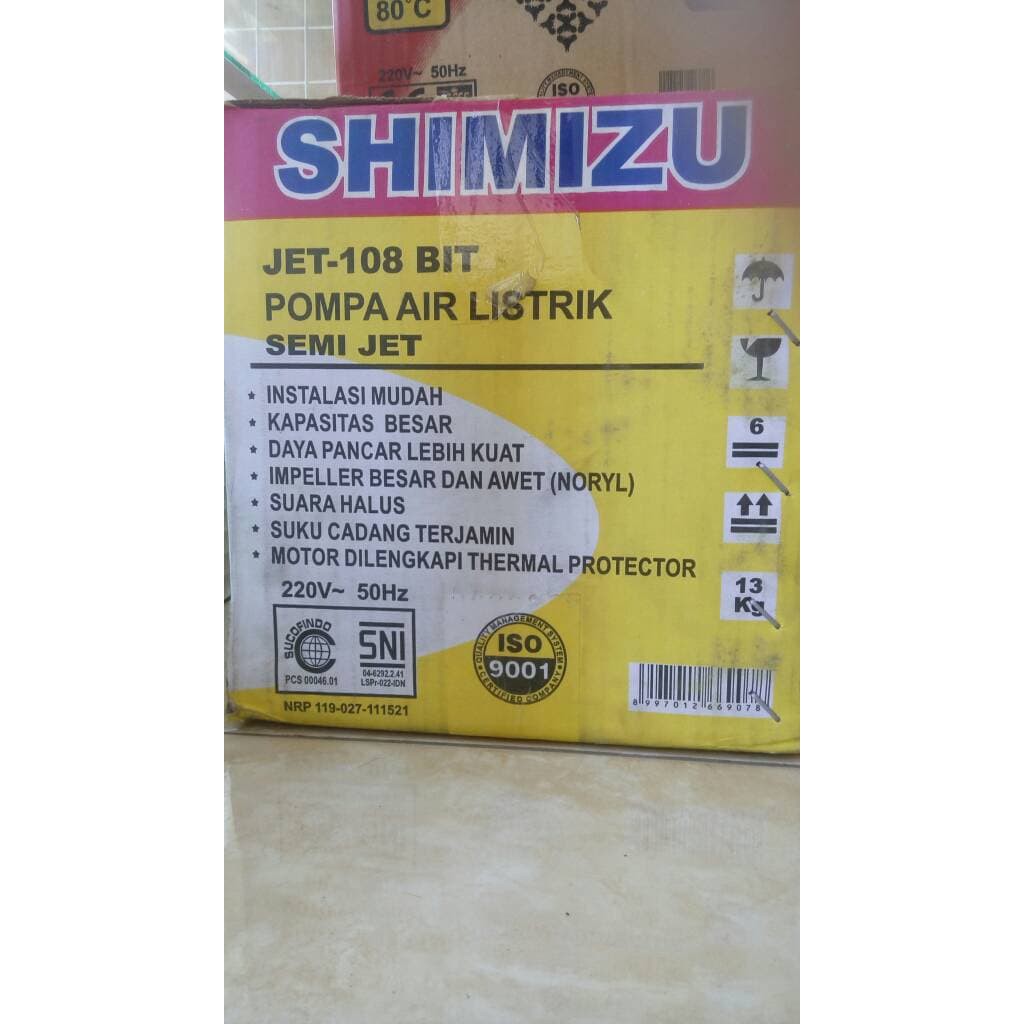 80°C
220V~ 50Hz
ISO
SHIMIZU
JET-108 BIT
POMPA AIR LISTRIK
SEMI JET
* INSTALASI MUDAH
* KAPASITAS BESAR
* DAYA PANCAR LEBIH KUAT
* IMPELLER BESAR DAN AWET (NORYL)
* SUARA HALUS
* SUKU CADANG TERJAMIN
* MOTOR DILENGKAPI THERMAL PROTECTOR
6
13
Kg
220V~ 50Hz
SUCOFINDO
PCS 00046.01
SNI
04-6292.2.41
LSPr-022-IDN
NRP 119-027-111521
QUALITY MANAGEMENT SYSTEM
ISO
9001
CERTIFIED COMPANY
8 997012 669078